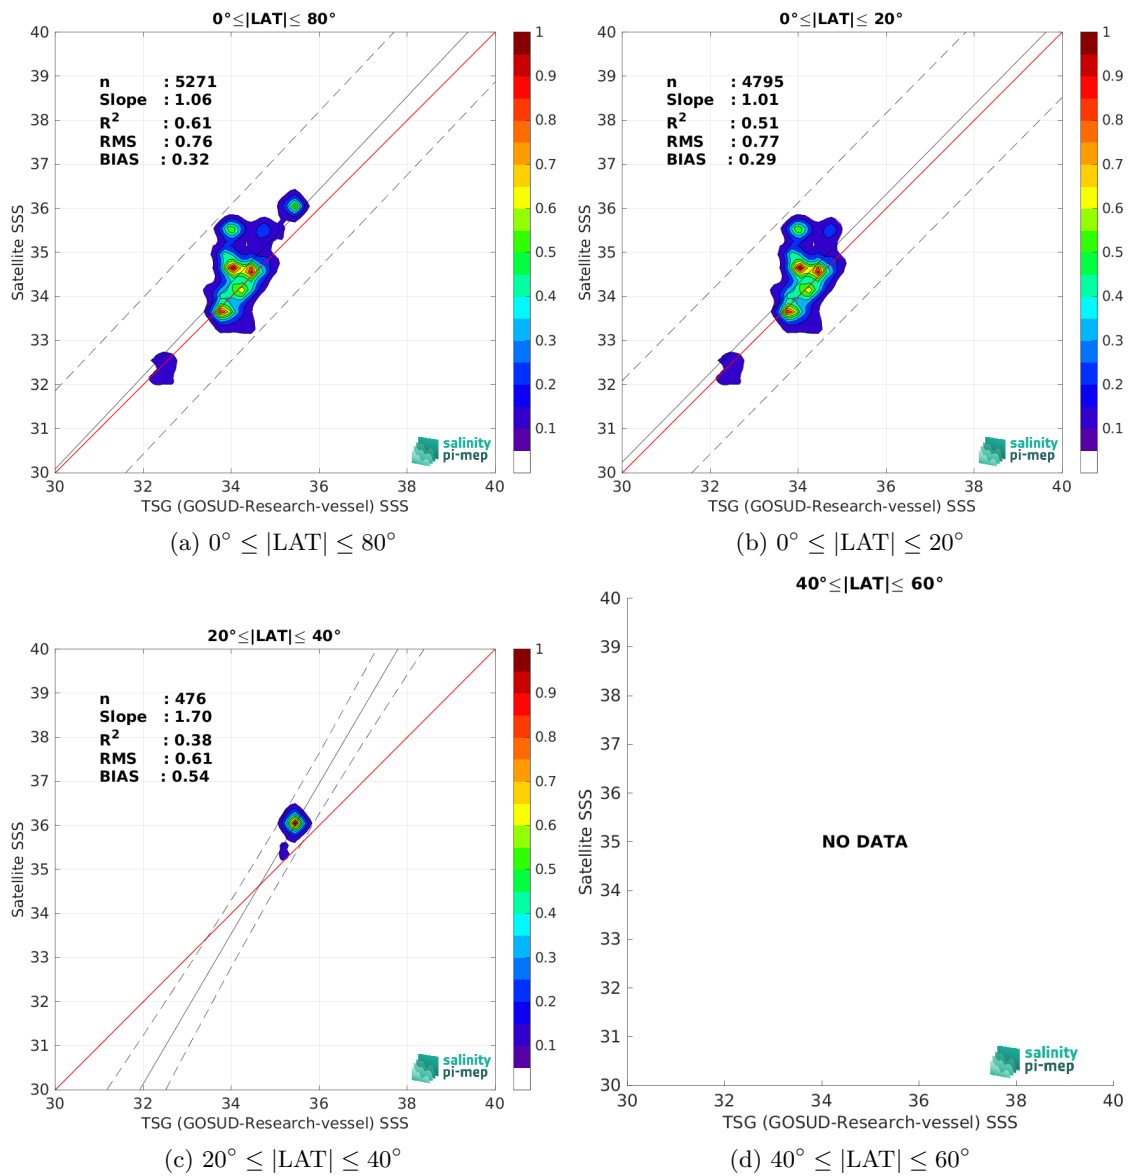 0°≤|LAT|≤ 80°
40
39
38
37
36
35
34
33
32
31
30
Satellite SSS
n : 5271
Slope : 1.06
R² : 0.61
RMS : 0.76
BIAS : 0.32
1
0.9
0.8
0.7
0.6
0.5
0.4
0.3
0.2
0.1
salinity
pi-mep
30 32 34 36 38 40
TSG (GOSUD-Research-vessel) SSS
(a) 0° ≤ |LAT| ≤ 80°
0°≤|LAT|≤ 20°
40
39
38
37
36
35
34
33
32
31
30
Satellite SSS
n : 4795
Slope : 1.01
R² : 0.51
RMS : 0.77
BIAS : 0.29
1
0.9
0.8
0.7
0.6
0.5
0.4
0.3
0.2
0.1
salinity
pi-mep
30 32 34 36 38 40
TSG (GOSUD-Research-vessel) SSS
(b) 0° ≤ |LAT| ≤ 20°
20°≤|LAT|≤ 40°
40
39
38
37
36
35
34
33
32
31
30
Satellite SSS
n : 476
Slope : 1.70
R² : 0.38
RMS : 0.61
BIAS : 0.54
1
0.9
0.8
0.7
0.6
0.5
0.4
0.3
0.2
0.1
salinity
pi-mep
30 32 34 36 38 40
TSG (GOSUD-Research-vessel) SSS
(c) 20° ≤ |LAT| ≤ 40°
40°≤|LAT|≤ 60°
40
39
38
37
36
35
34
33
32
31
30
Satellite SSS
NO DATA
salinity
pi-mep
30 32 34 36 38 40
TSG (GOSUD-Research-vessel) SSS
(d) 40° ≤ |LAT| ≤ 60°